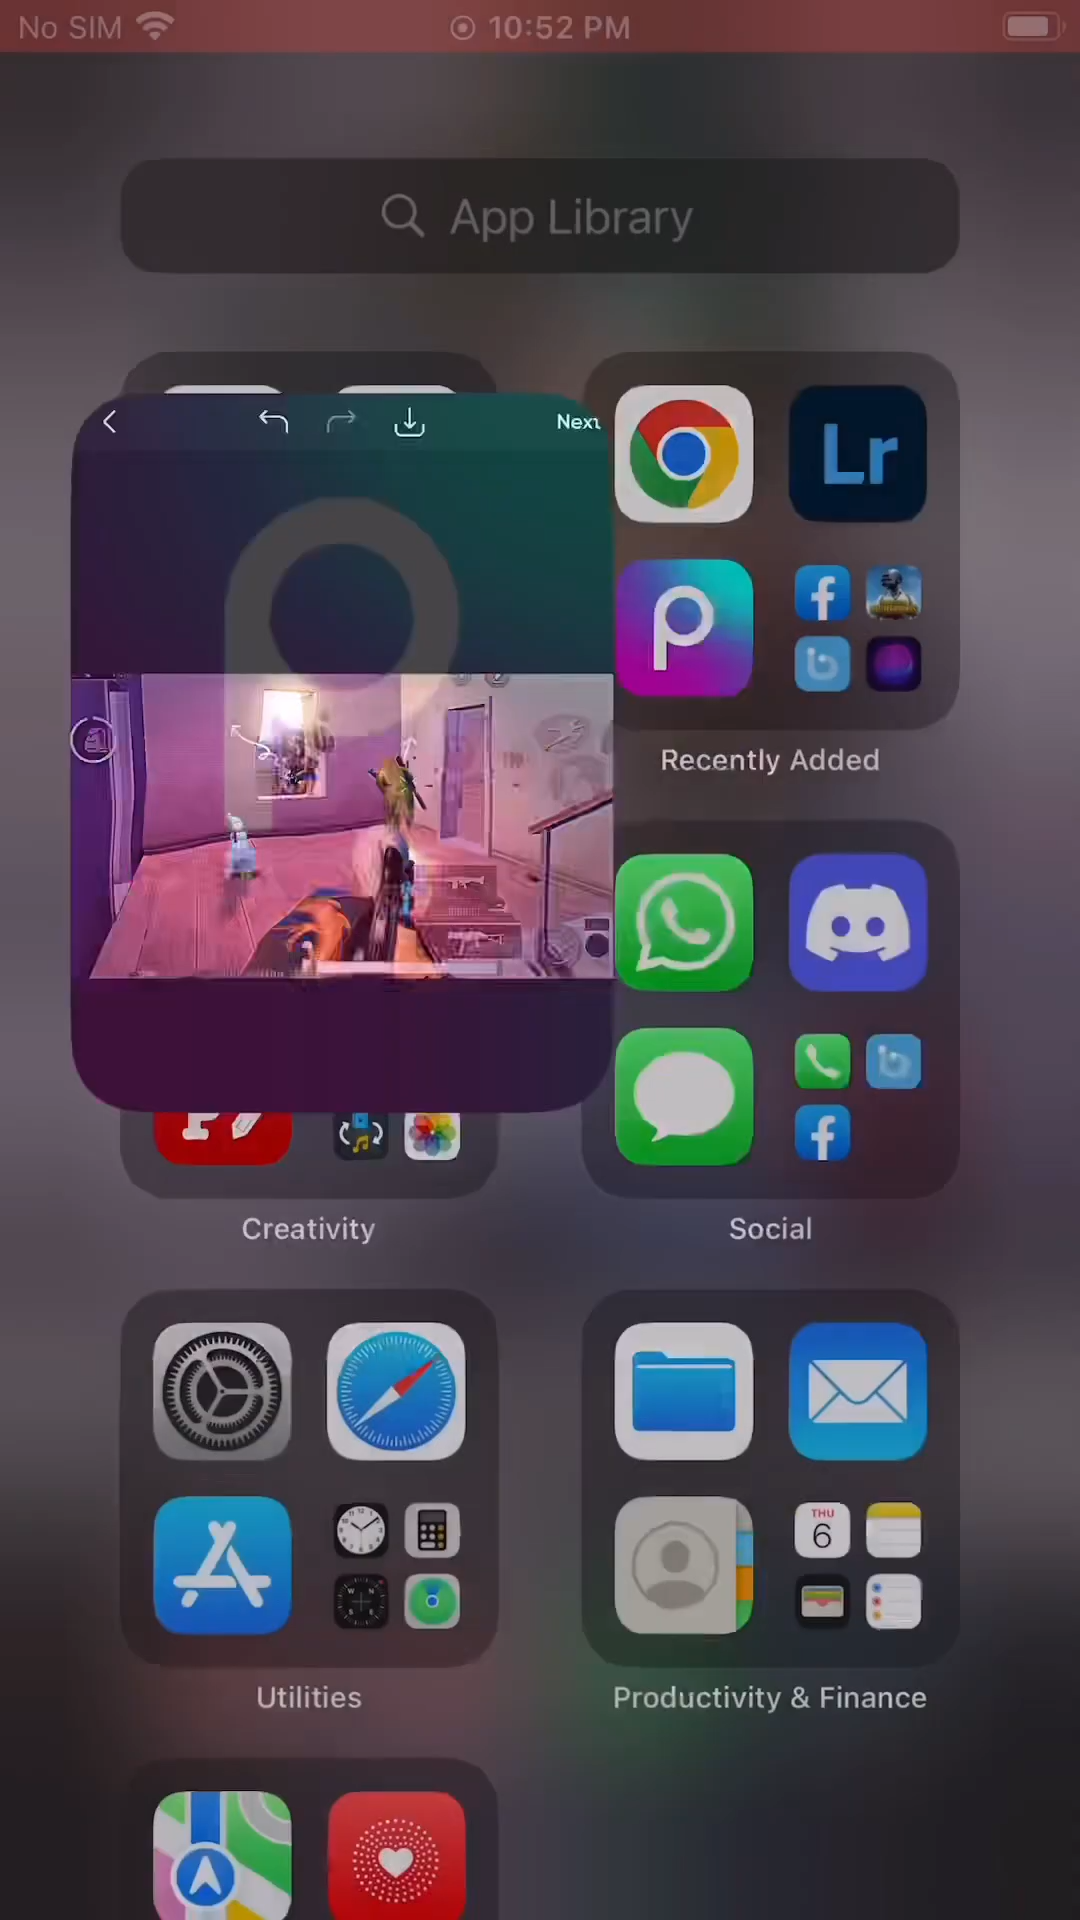 No SIM 10:52 PM
App Library
Next
Lr
Recently Added
Creativity
Social
THU
6
Utilities
Productivity & Finance